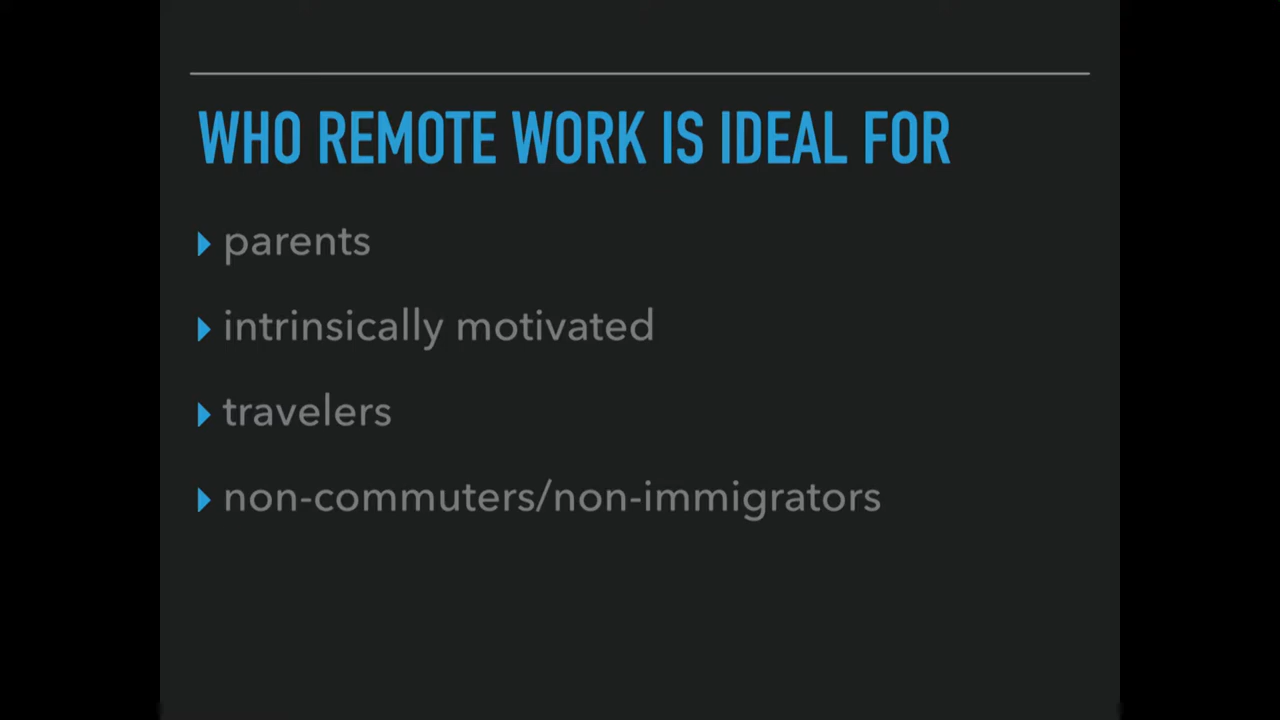 WHO REMOTE WORK IS IDEAL FOR
parents
intrinsically motivated
travelers
non-commuters/non-immigrators